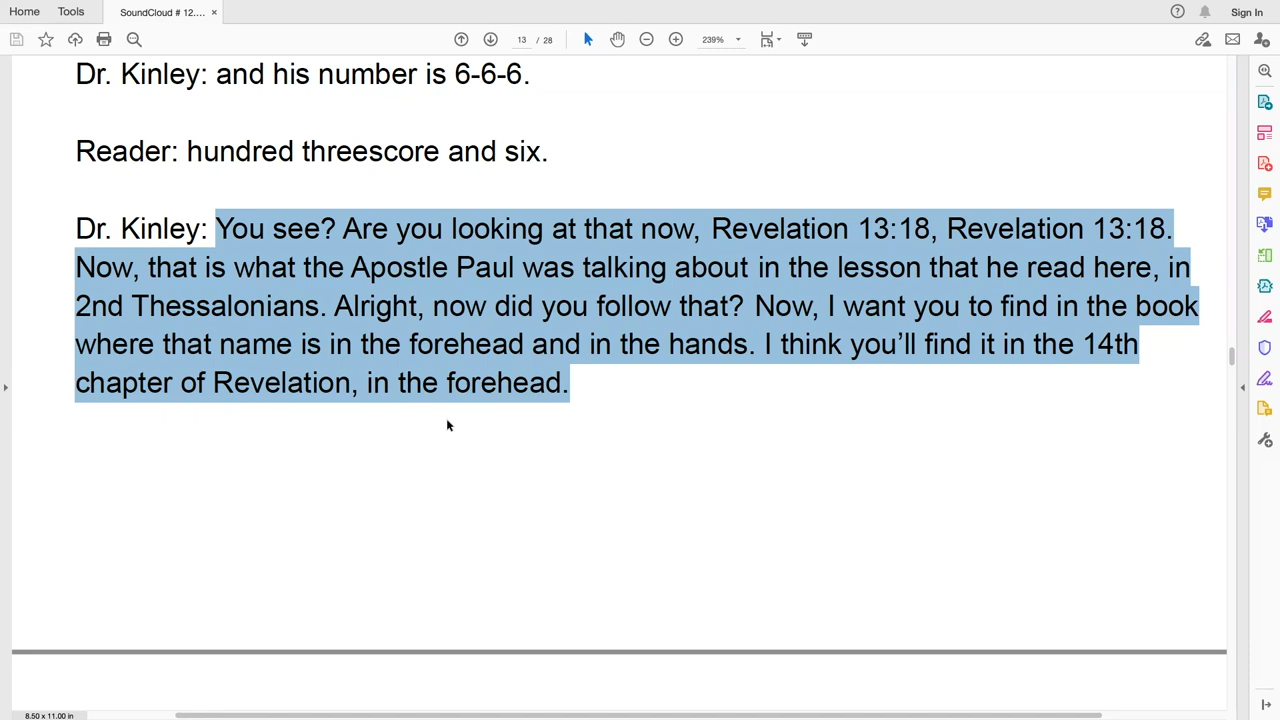 Home Tools SoundCloud # 12.... × Sign In
13 / 28 239%
Dr. Kinley: and his number is 6-6-6.
Reader: hundred threescore and six.
Dr. Kinley: You see? Are you looking at that now, Revelation 13:18, Revelation 13:18.
Now, that is what the Apostle Paul was talking about in the lesson that he read here, in
2nd Thessalonians. Alright, now did you follow that? Now, I want you to find in the book
where that name is in the forehead and in the hands. I think you’ll find it in the 14th
chapter of Revelation, in the forehead.
8.50 x 11.00 in